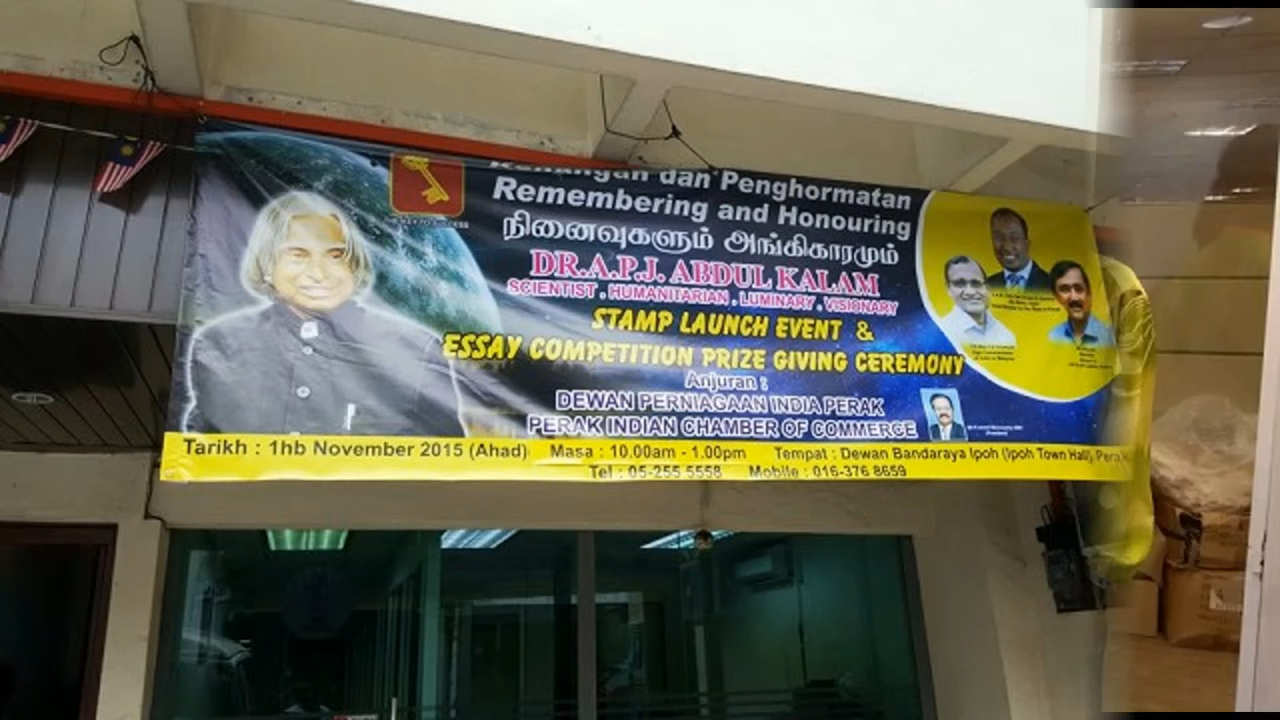 Kenangan dan Penghormatan
Remembering and Honouring
நினைவுகளும் அங்கிகாரமும்
DR.A.P.J. ABDUL KALAM
SCIENTIST . HUMANITARIAN . LUMINARY . VISIONARY
STAMP LAUNCH EVENT &
ESSAY COMPETITION PRIZE GIVING CEREMONY
Anjuran :
DEWAN PERNIAGAAN INDIA PERAK
PERAK INDIAN CHAMBER OF COMMERCE
Tarikh : 1hb November 2015 (Ahad) Masa : 10.00am - 1.00pm Tempat : Dewan Bandaraya Ipoh (Ipoh Town Hall), Perak
Tel : 05-255 5558 Mobile : 016-376 8659